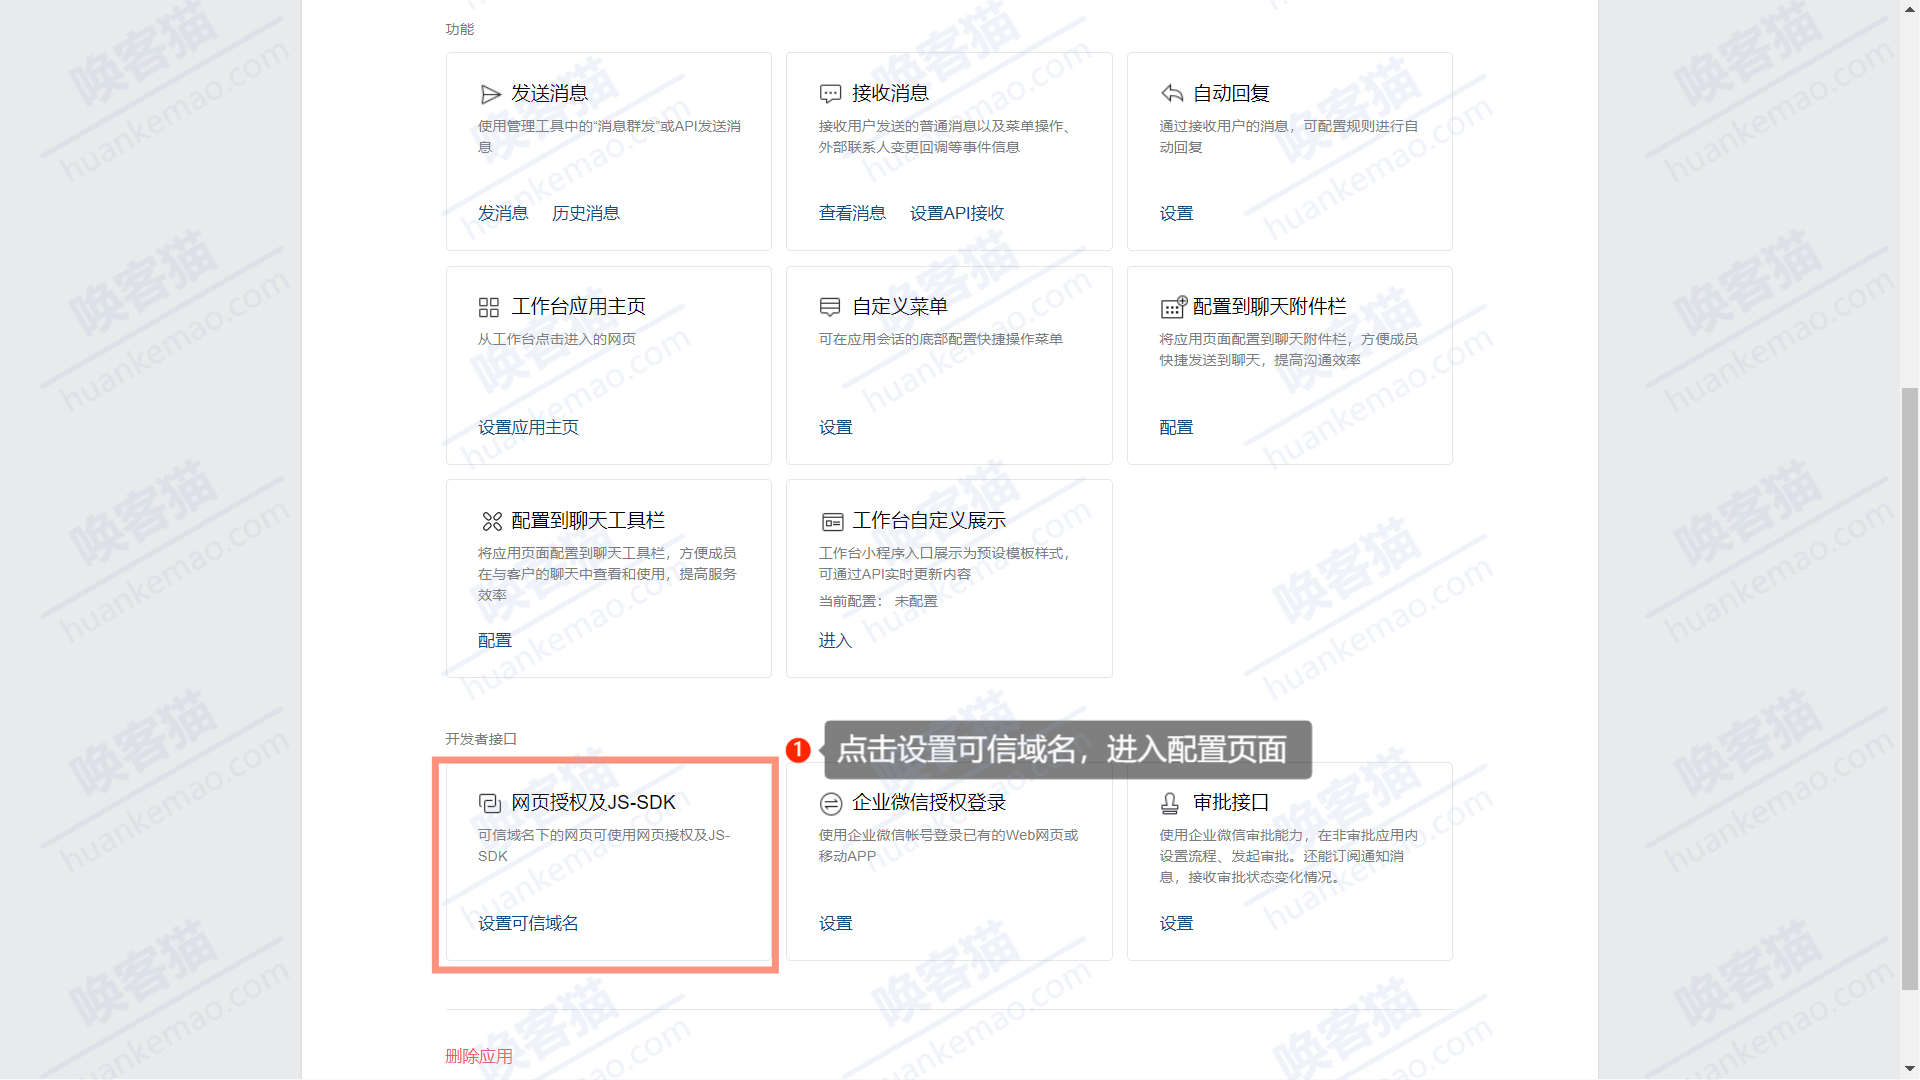 功能
发送消息
使用管理工具中的“消息群发”或API发送消
息
发消息 历史消息
接收消息
接收用户发送的普通消息以及菜单操作、
外部联系人变更回调等事件信息
查看消息 设置API接收
自动回复
通过接收用户的消息，可配置规则进行自
动回复
设置
工作台应用主页
从工作台点击进入的网页
设置应用主页
自定义菜单
可在应用会话的底部配置快捷操作菜单
设置
配置到聊天附件栏
将应用页面配置到聊天附件栏，方便成员
快捷发送到聊天，提高沟通效率
配置
配置到聊天工具栏
将应用页面配置到聊天工具栏，方便成员
在与客户的聊天中查看和使用，提高服务
效率
配置
工作台自定义展示
工作台小程序入口展示为预设模板样式，
可通过API实时更新内容
当前配置： 未配置
进入
开发者接口
1 点击设置可信域名，进入配置页面
网页授权及JS-SDK
可信域名下的网页可使用网页授权及JS-
SDK
设置可信域名
企业微信授权登录
使用企业微信帐号登录已有的Web网页或
移动APP
设置
审批接口
使用企业微信审批能力，在非审批应用内
设置流程、发起审批。还能订阅通知消
息，接收审批状态变化情况。
设置
删除应用
唤客猫
huankemao.com